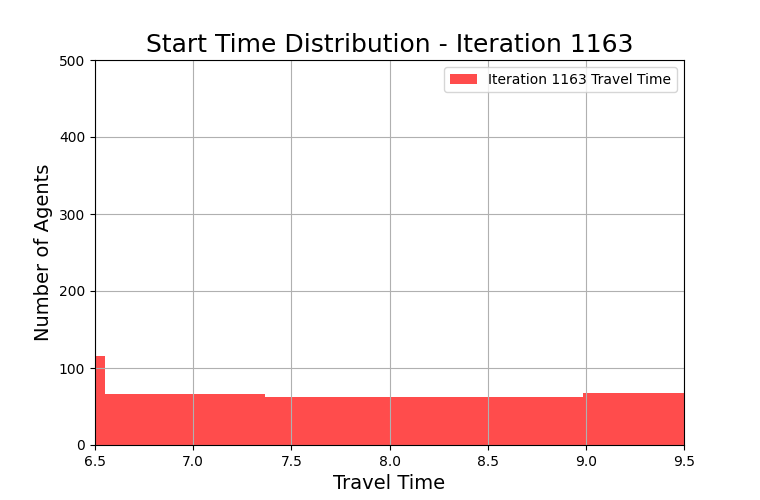 Start Time Distribution - Iteration 1163
500
Iteration 1163 Travel Time
400
300
200
100
0
Number of Agents
6.5 7.0 7.5 8.0 8.5 9.0 9.5
Travel Time